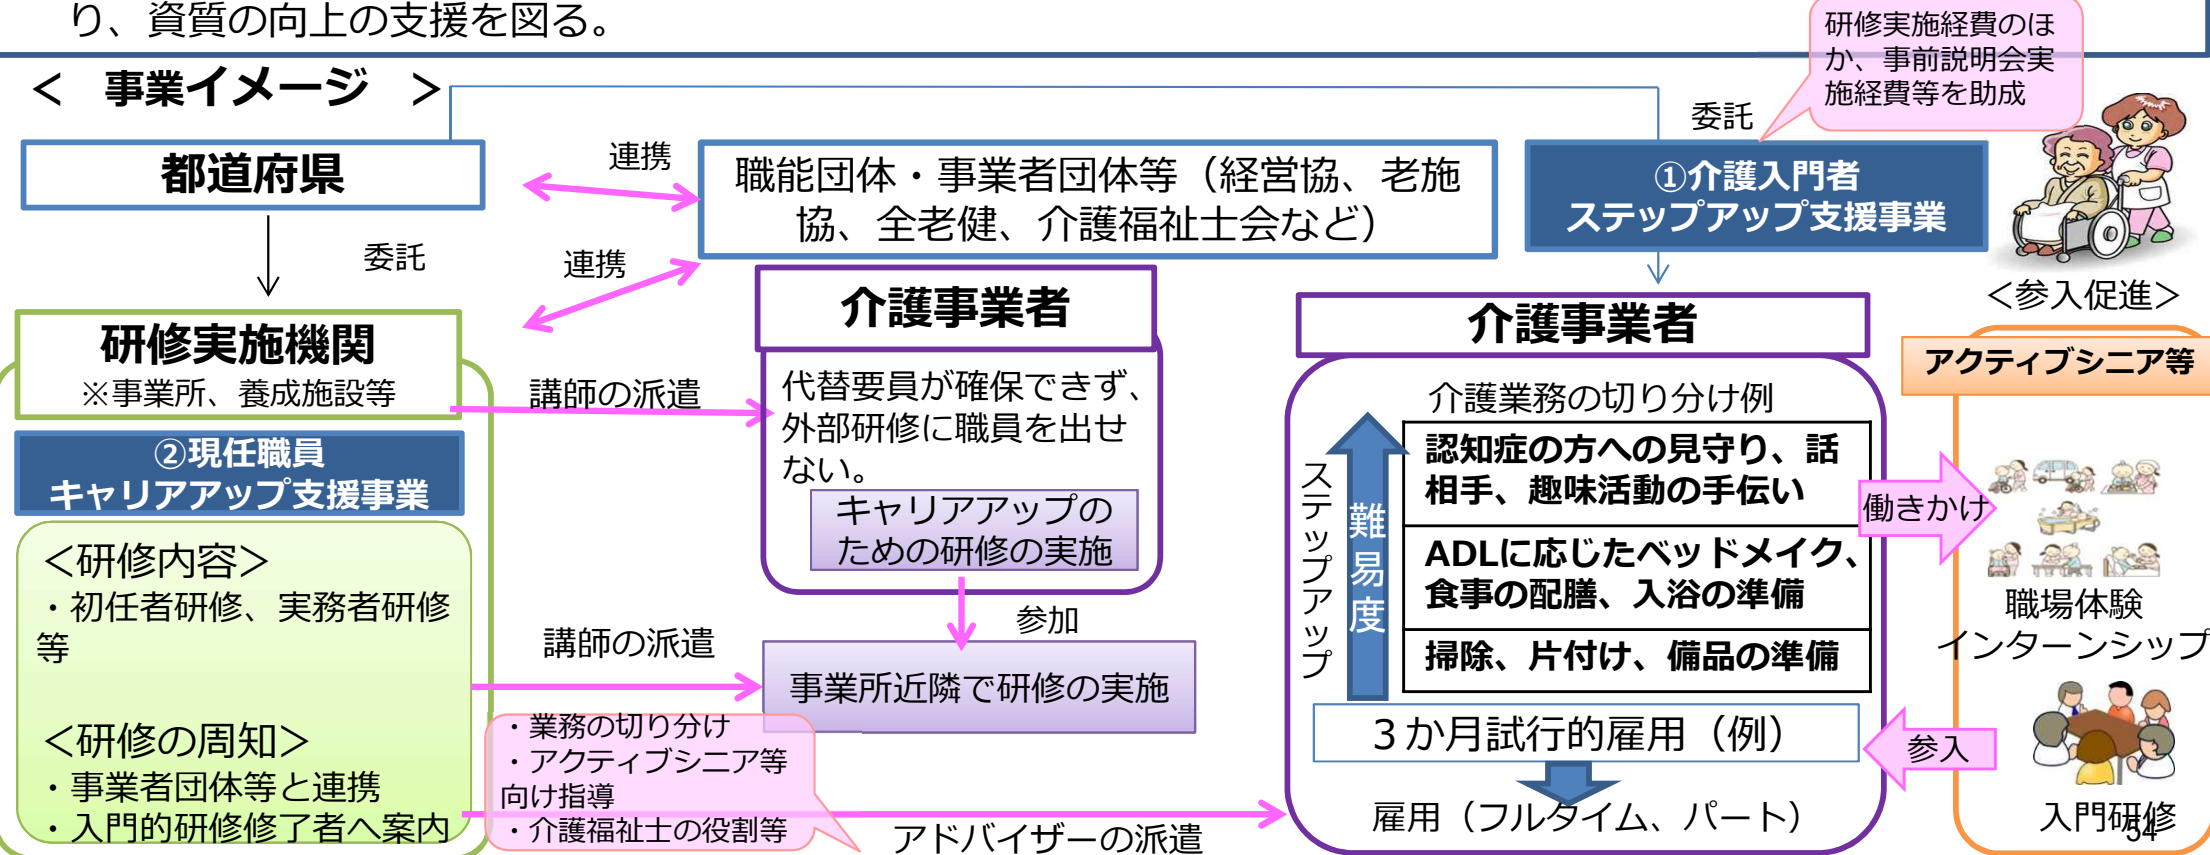 り、資質の向上の支援を図る。
研修実施経費のほ
か、事前説明会実
施経費等を助成
＜　事業イメージ　＞
委託
都道府県
連携
職能団体・事業者団体等（経営協、老施
協、全老健、介護福祉士会など）
①介護入門者
ステップアップ支援事業
委託
連携
＜参入促進＞
研修実施機関
※事業所、養成施設等
介護事業者
介護事業者
アクティブシニア等
講師の派遣
代替要員が確保できず、
外部研修に職員を出せ
ない。
キャリアアップの
ための研修の実施
介護業務の切り分け例
ステップアップ
難易度
認知症の方への見守り、話
相手、趣味活動の手伝い
ADLに応じたベッドメイク、
食事の配膳、入浴の準備
掃除、片付け、備品の準備
働きかけ
②現任職員
キャリアアップ支援事業
＜研修内容＞
・初任者研修、実務者研修
等
＜研修の周知＞
・事業者団体等と連携
・入門的研修修了者へ案内
参加
講師の派遣
事業所近隣で研修の実施
職場体験
インターンシップ
・業務の切り分け
・アクティブシニア等
向け指導
・介護福祉士の役割等
３か月試行的雇用（例）
参入
雇用（フルタイム、パート）
アドバイザーの派遣
入門研修
54